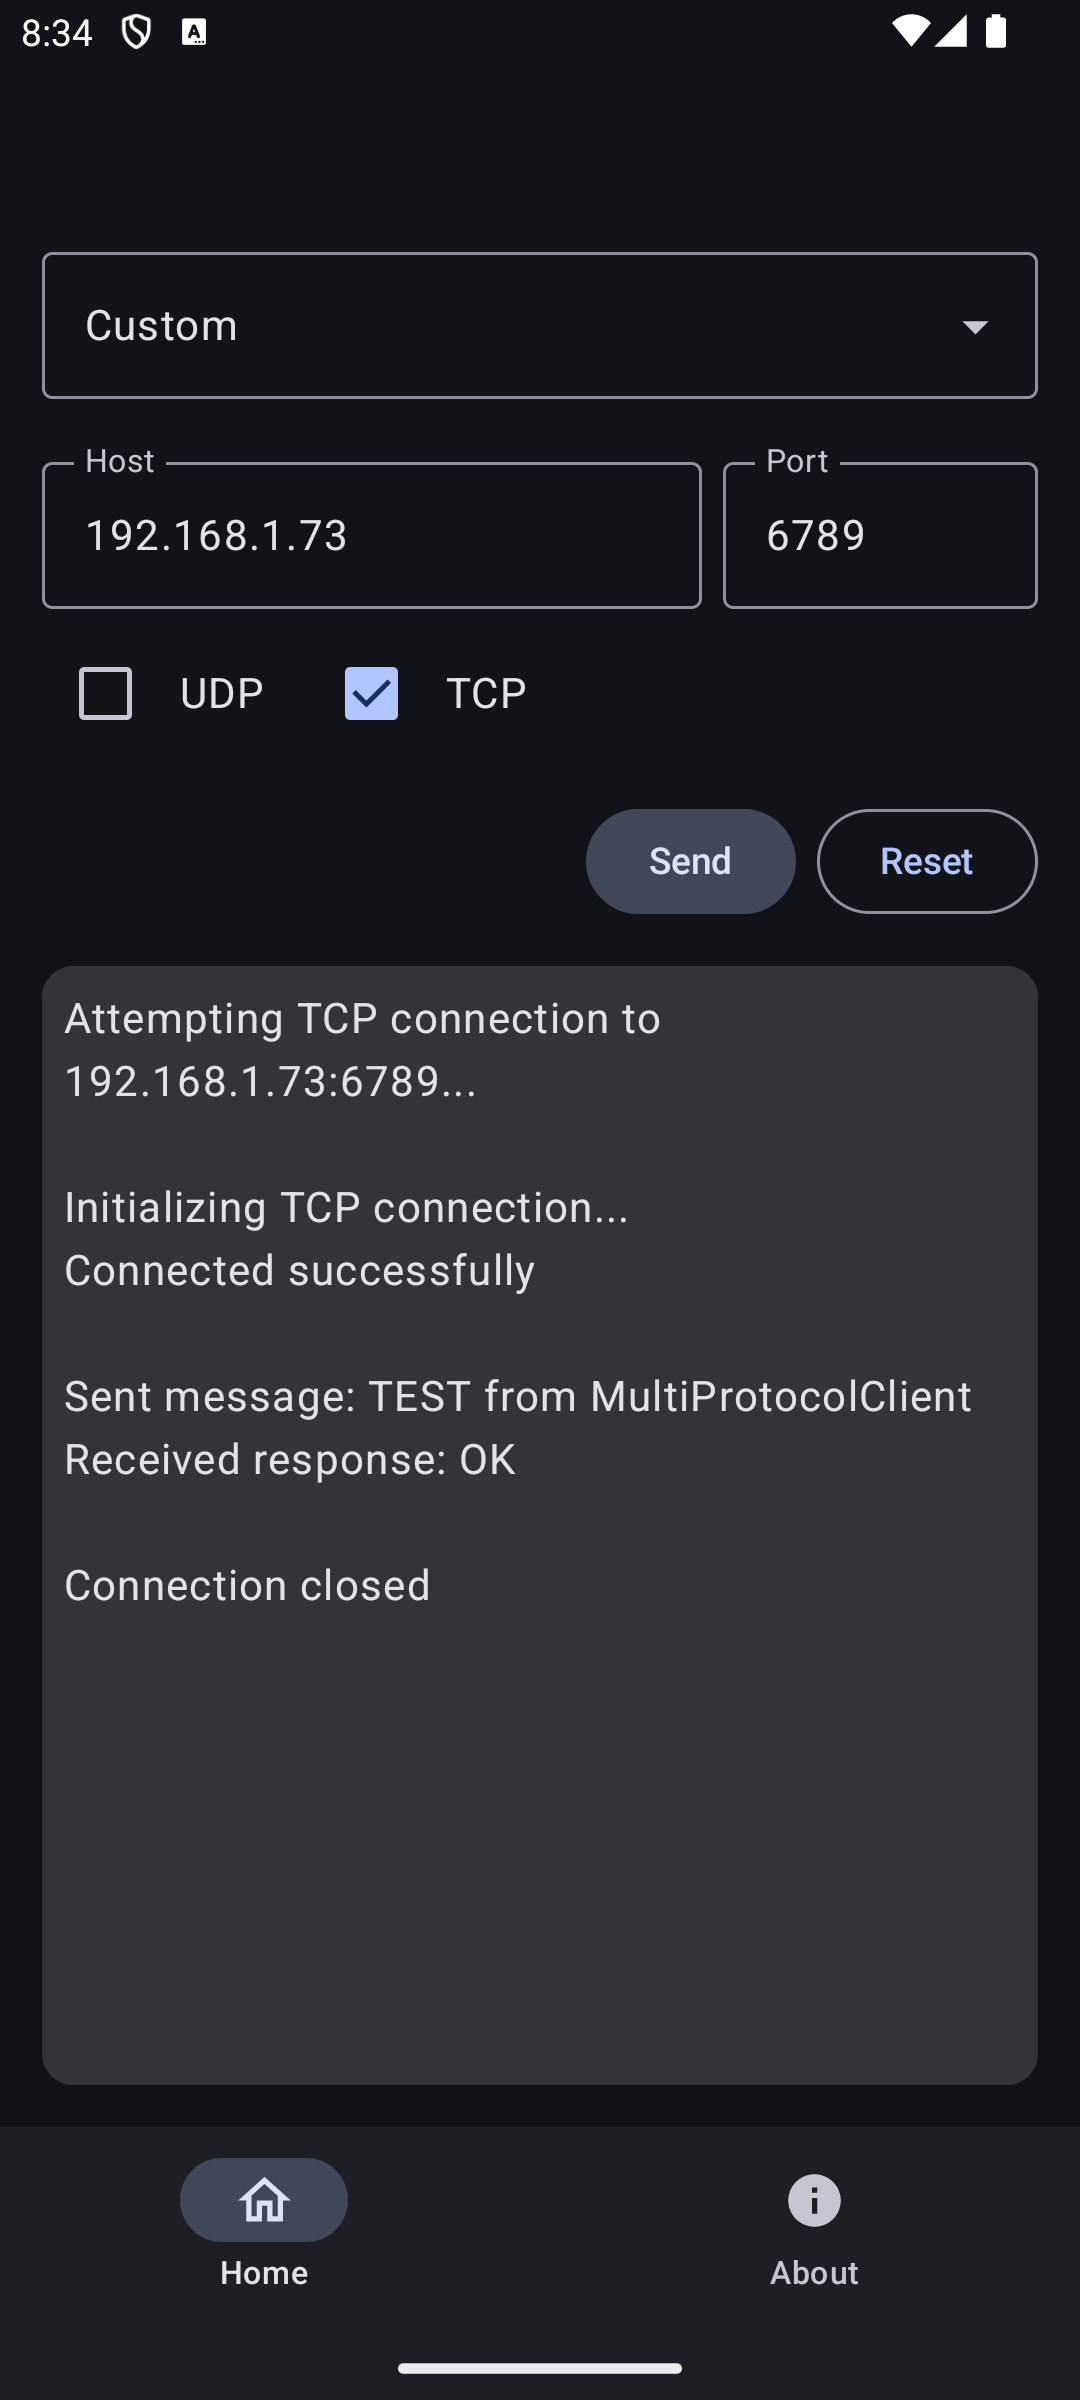 8:34
Custom
Host
Port
192.168.1.73
6789
UDP
TCP
Send
Reset
Attempting TCP connection to
192.168.1.73:6789...
Initializing TCP connection...
Connected successfully
Sent message: TEST from MultiProtocolClient
Received response: OK
Connection closed
Home
About